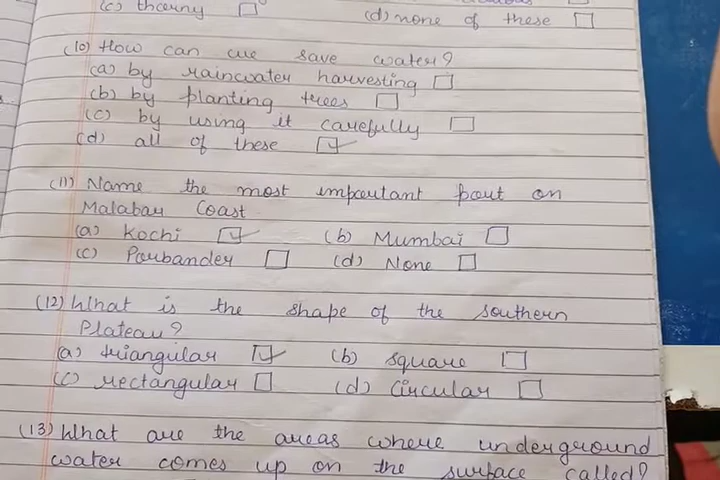 (c) thorny (d) none of these
(10) How can we save water?
(a) by rainwater harvesting
(b) by planting trees
(c) by using it carefully
(d) all of these
(11) Name the most important port on
Malabar Coast
(a) Kochi (b) Mumbai
(c) Porbander (d) None
(12) What is the shape of the southern
Plateau?
(a) triangular (b) square
(c) rectangular (d) circular
(13) What are the areas where underground
water comes up on the surface called?